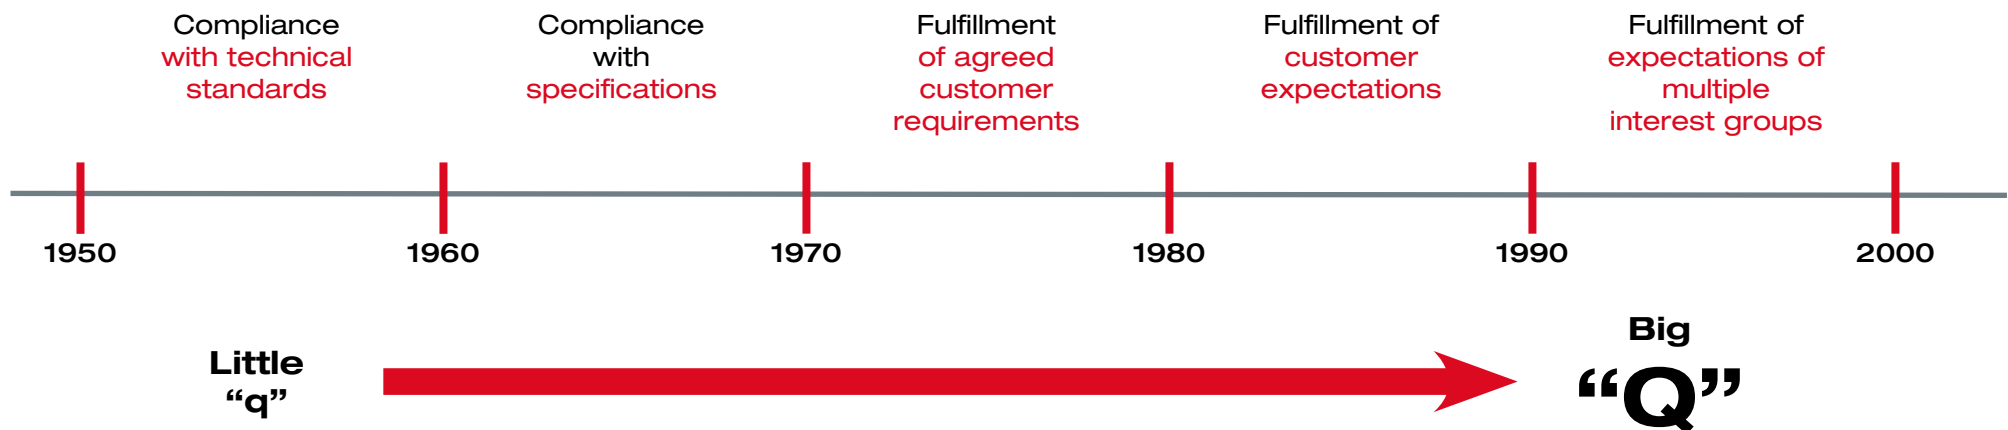 Compliance
with technical
standards
Compliance
with
specifications
Fulfillment
of agreed
customer
requirements
Fulfillment of
customer
expectations
Fulfillment of
expectations of
multiple
interest groups
1950
1960
1970
1980
1990
2000
Little
“q”
Big
“Q”